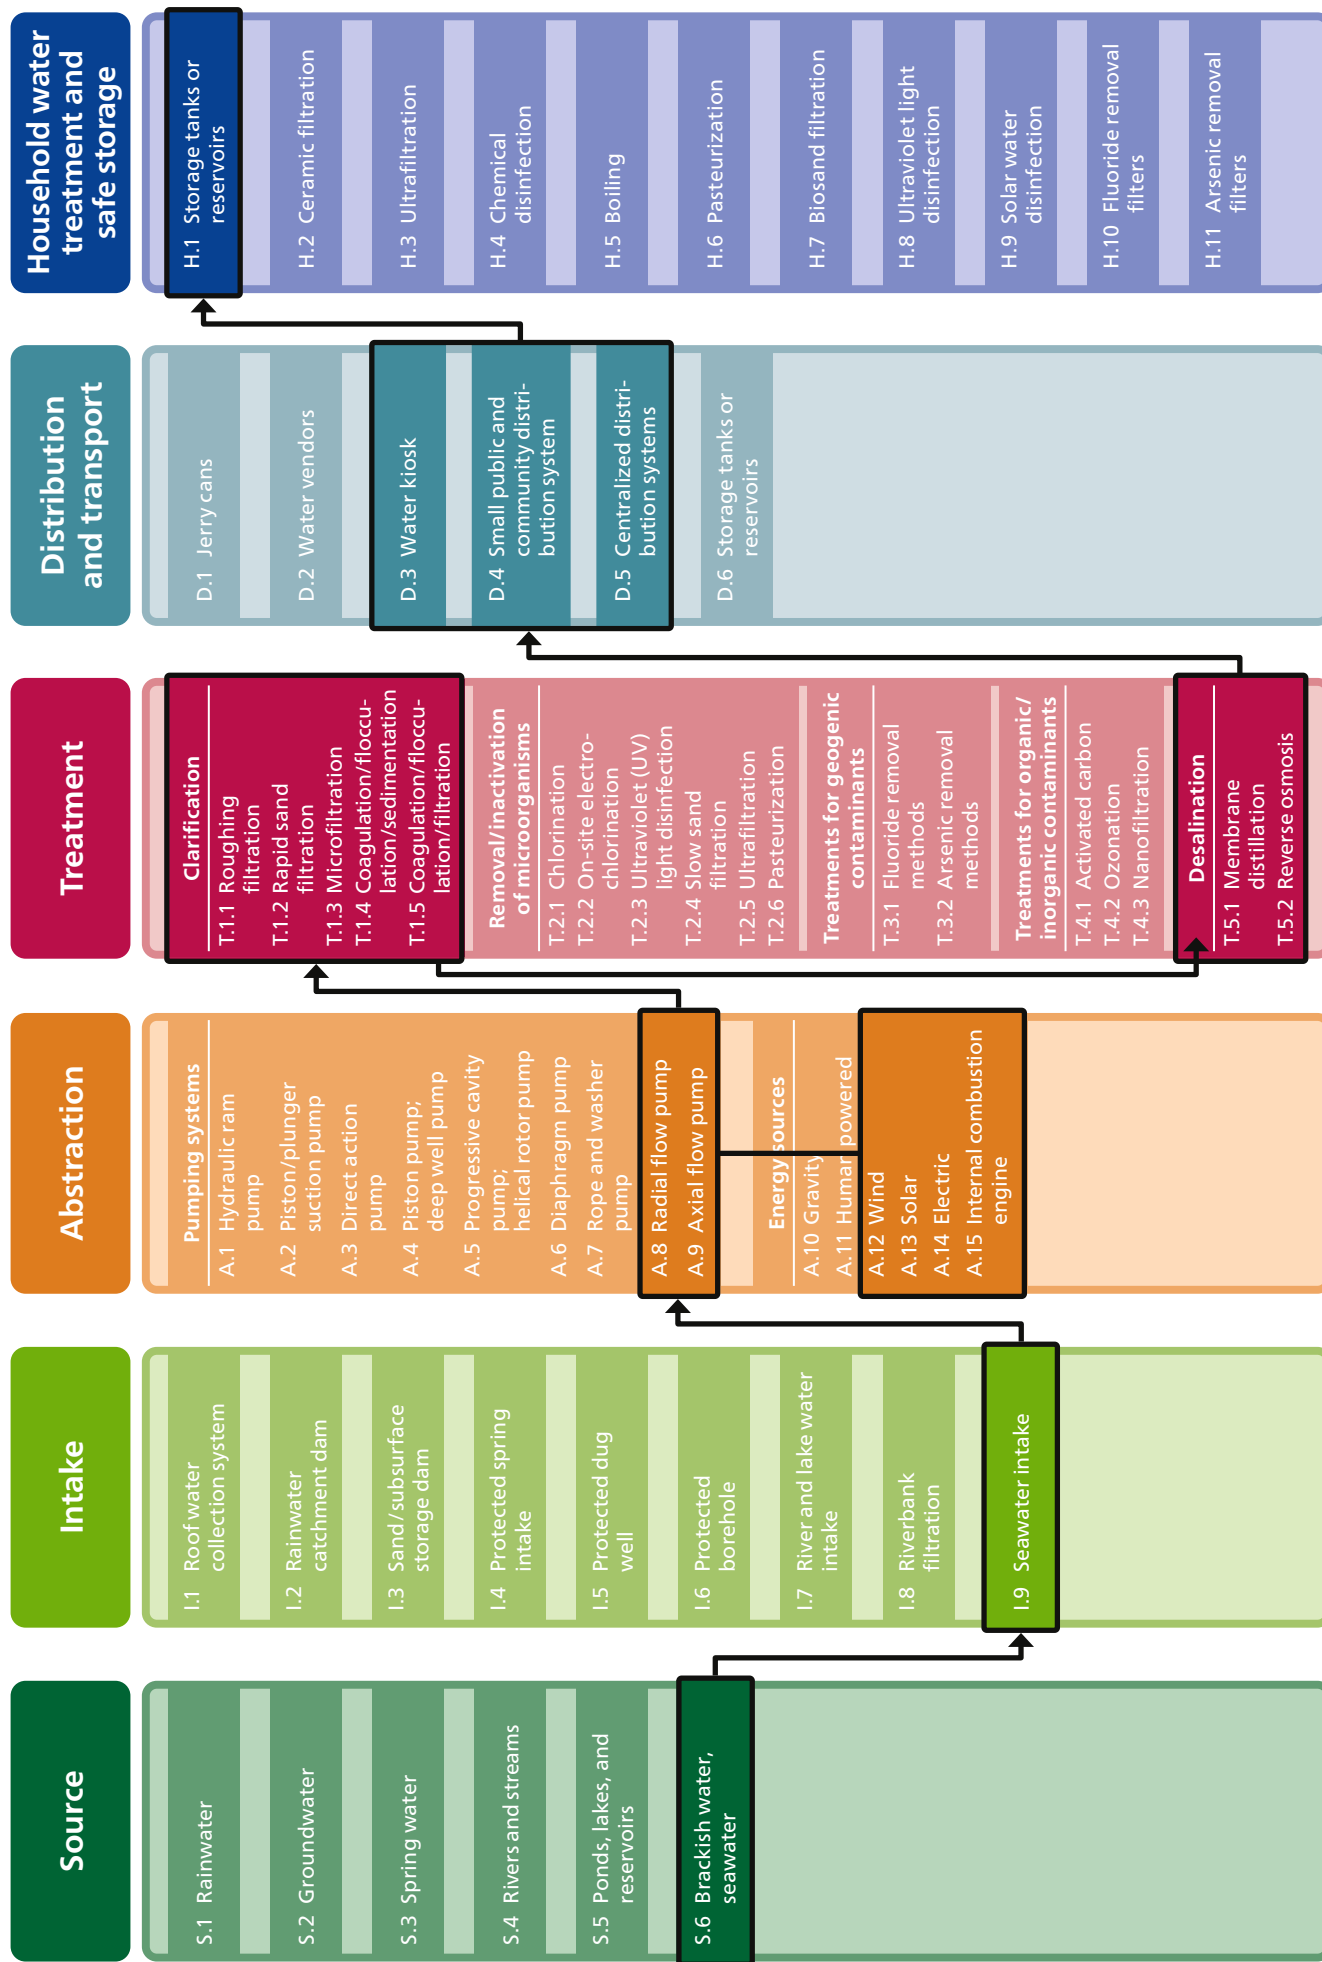 Source
S.1 Rainwater
S.2 Groundwater
S.3 Spring water
S.4 Rivers and streams
S.5 Ponds, lakes, and
reservoirs
S.6 Brackish water,
seawater
Intake
I.1 Roof water
collection system
I.2 Rainwater
catchment dam
I.3 Sand/subsurface
storage dam
I.4 Protected spring
intake
I.5 Protected dug
well
I.6 Protected
borehole
I.7 River and lake water
intake
I.8 Riverbank
filtration
I.9 Seawater intake
Abstraction
Pumping systems
A.1 Hydraulic ram
pump
A.2 Piston/plunger
suction pump
A.3 Direct action
pump
A.4 Piston pump;
deep well pump
A.5 Progressive cavity
pump;
helical rotor pump
A.6 Diaphragm pump
A.7 Rope and washer
pump
A.8 Radial flow pump
A.9 Axial flow pump
Energy sources
A.10 Gravity
A.11 Human powered
A.12 Wind
A.13 Solar
A.14 Electric
A.15 Internal combustion
engine
Treatment
Clarification
T.1.1 Roughing
filtration
T.1.2 Rapid sand
filtration
T.1.3 Microfiltration
T.1.4 Coagulation/floccu-
lation/sedimentation
T.1.5 Coagulation/floccu-
lation/filtration
Removal/inactivation
of microorganisms
T.2.1 Chlorination
T.2.2 On-site electro-
chlorination
T.2.3 Ultraviolet (UV)
light disinfection
T.2.4 Slow sand
filtration
T.2.5 Ultrafiltration
T.2.6 Pasteurization
Treatments for geogenic
contaminants
T.3.1 Fluoride removal
methods
T.3.2 Arsenic removal
methods
Treatments for organic/
inorganic contaminants
T.4.1 Activated carbon
T.4.2 Ozonation
T.4.3 Nanofiltration
Desalination
T.5.1 Membrane
distillation
T.5.2 Reverse osmosis
Distribution
and transport
D.1 Jerry cans
D.2 Water vendors
D.3 Water kiosk
D.4 Small public and
community distri-
bution system
D.5 Centralized distri-
bution systems
D.6 Storage tanks or
reservoirs
Household water
treatment and
safe storage
H.1 Storage tanks or
reservoirs
H.2 Ceramic filtration
H.3 Ultrafiltration
H.4 Chemical
disinfection
H.5 Boiling
H.6 Pasteurization
H.7 Biosand filtration
H.8 Ultraviolet light
disinfection
H.9 Solar water
disinfection
H.10 Fluoride removal
filters
H.11 Arsenic removal
filters